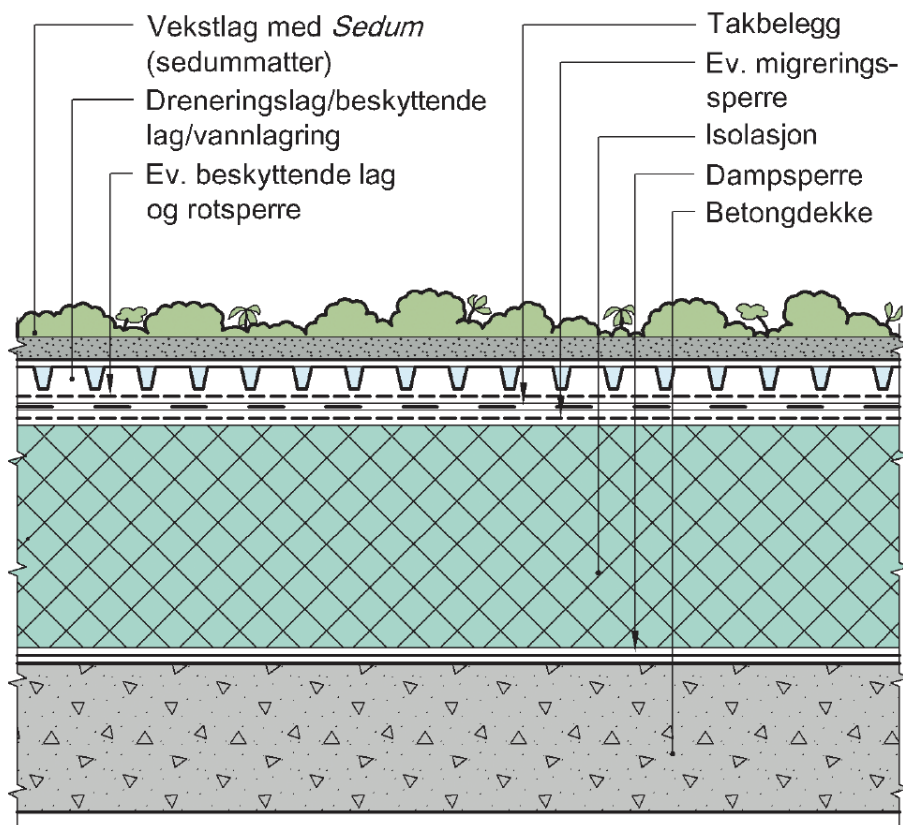 Vekstlag med Sedum
(sedummatter)
Dreneringslag/beskyttende
lag/vannlagring
Ev. beskyttende lag
og rotsperre
Takbelegg
Ev. migrerings-
sperre
Isolasjon
Dampsperre
Betongdekke